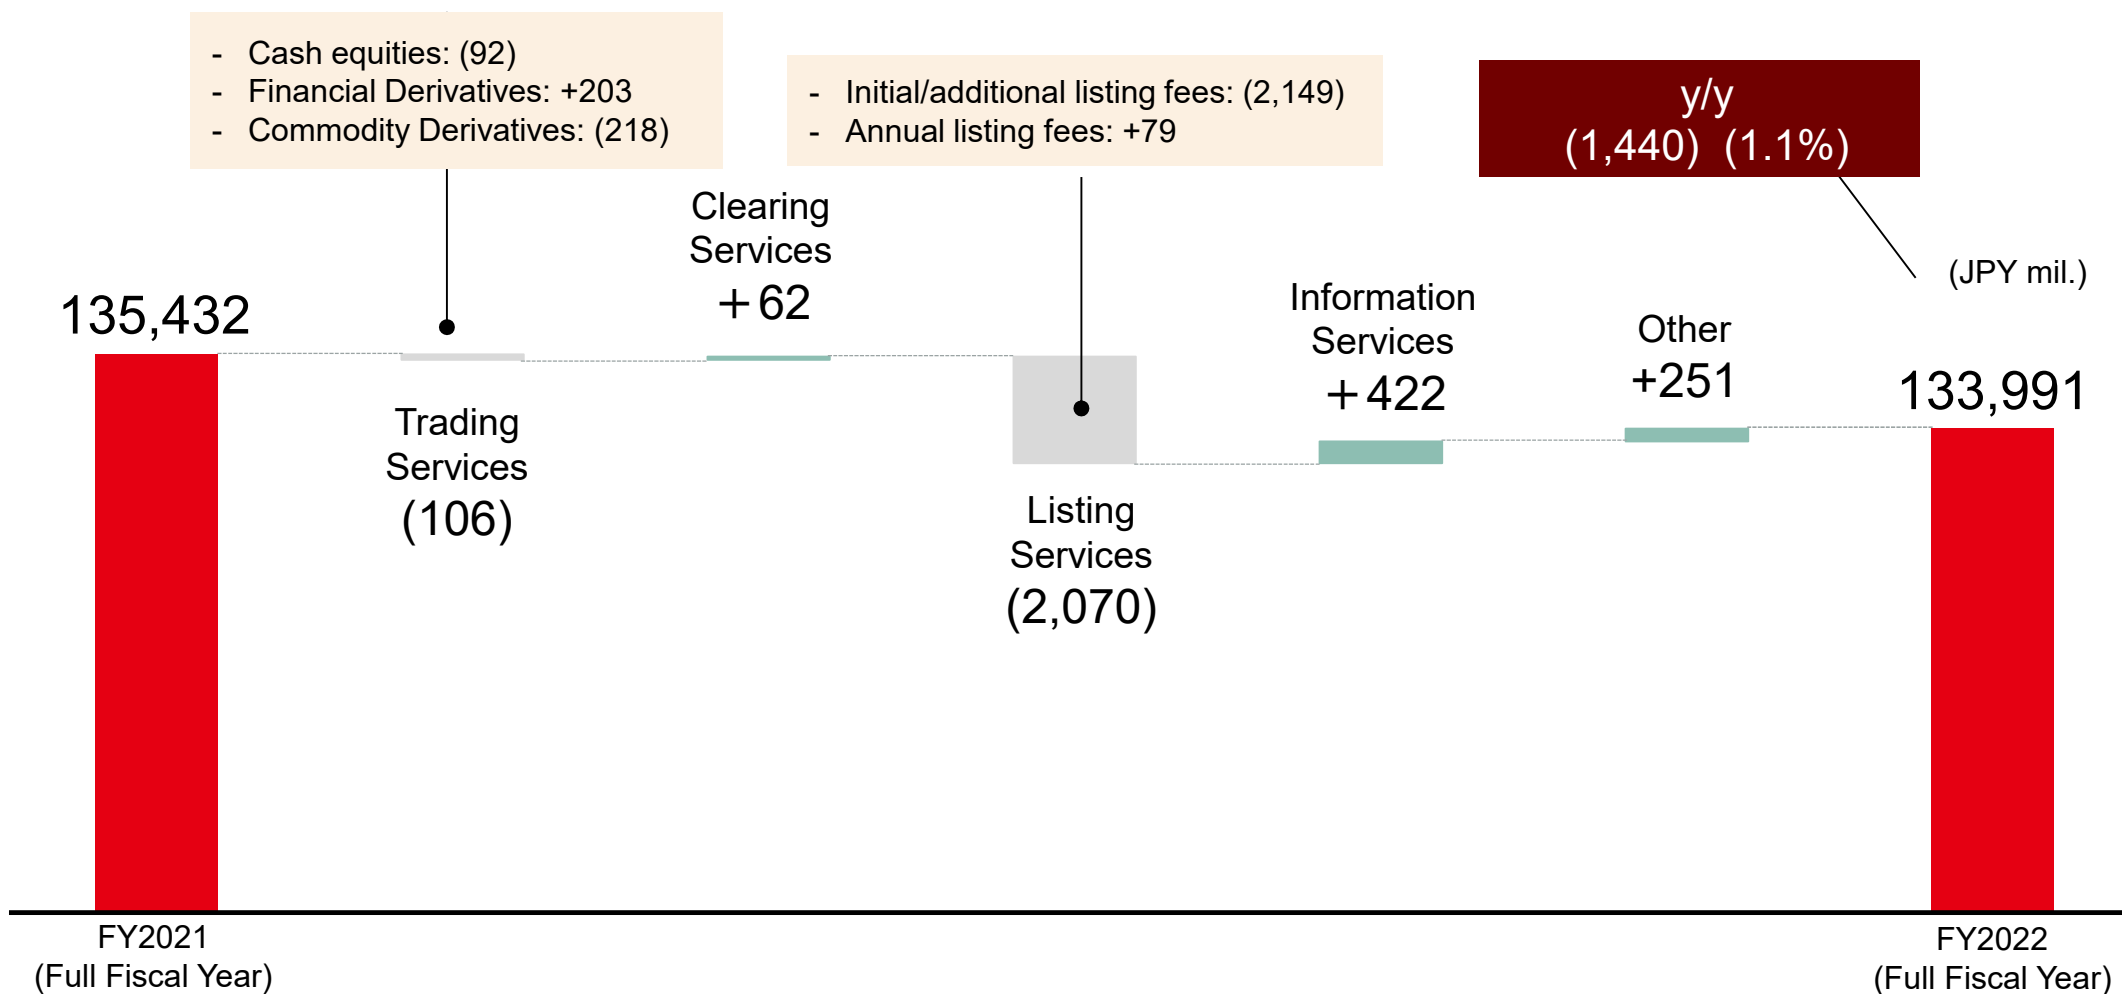 - Cash equities: (92)
- Financial Derivatives: +203
- Commodity Derivatives: (218)
- Initial/additional listing fees: (2,149)
- Annual listing fees: +79
y/y
(1,440) (1.1%)
(JPY mil.)
135,432
Trading
Services
(106)
Clearing
Services
+62
Listing
Services
(2,070)
Information
Services
+422
Other
+251
133,991
FY2021
(Full Fiscal Year)
FY2022
(Full Fiscal Year)